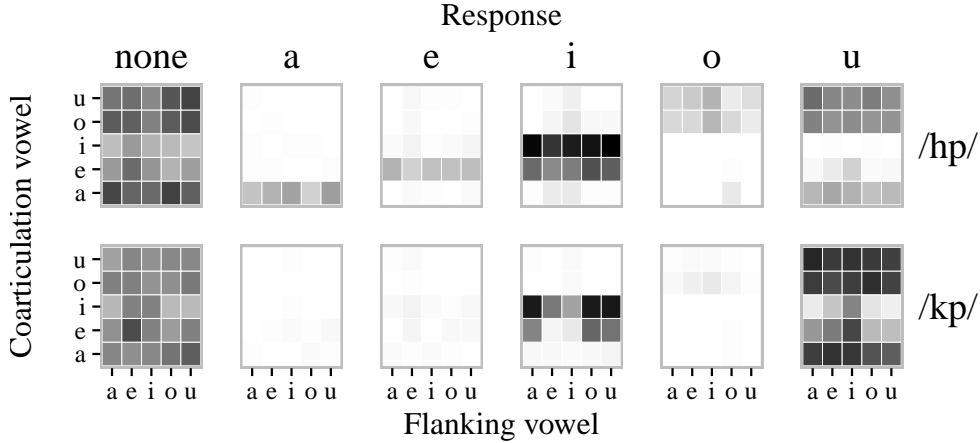 Response
none a e i o u
Coarticulation vowel
u
o
i
e
a
/hp/
u
o
i
e
a
/kp/
a e i o u a e i o u a e i o u a e i o u a e i o u a e i o u
Flanking vowel